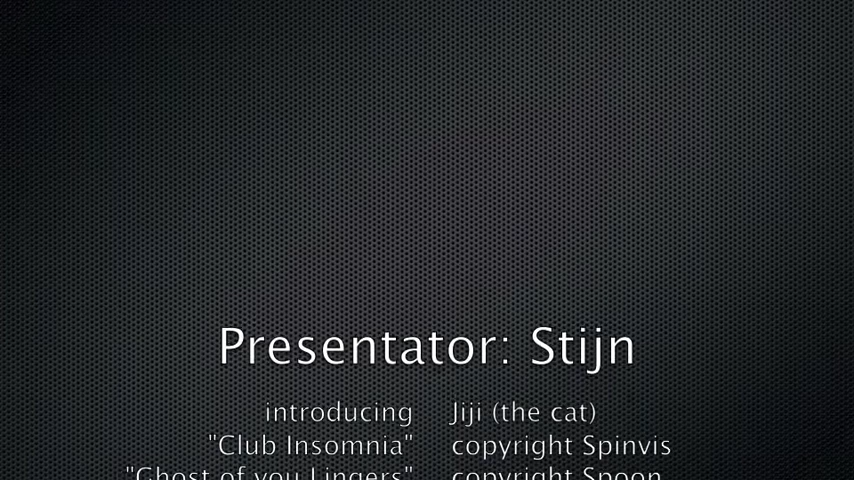 Presentator: Stijn
introducing Jiji (the cat)
"Club Insomnia" copyright Spinvis
"Ghost of you Lingers" copyright Spoon